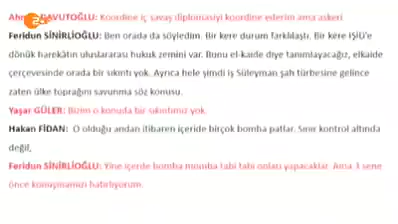 Ahmet DAVUTOĞLU: Koordine iç savaş diplomasiyi koordine ederim ama askeri
Feridun SİNİRLİOĞLU: Ben orada da söyledim. Bir kere durum farklılaştı. Bir kere IŞİD'e
dönük harekâtın uluslararası hukuk zemini var. Bunu el-kaide diye tanımlayacağız, elkaide
çerçevesinde orada bir sıkıntı yok. Ayrıca hele şimdi iş Süleyman şah türbesine gelince
zaten ülke toprağını savunma söz konusu.
Yaşar GÜLER: Bizim o konuda bir sıkıntımız yok.
Hakan FİDAN: O olduğu andan itibaren içeride birçok bomba patlar. Sınır kontrol altında
değil,
Feridun SİNİRLİOĞLU: Yine içerde bomba momba tabi tabi onları yapacaklar. Ama 3 sene
önce konuşmamızı hatırlıyorum.